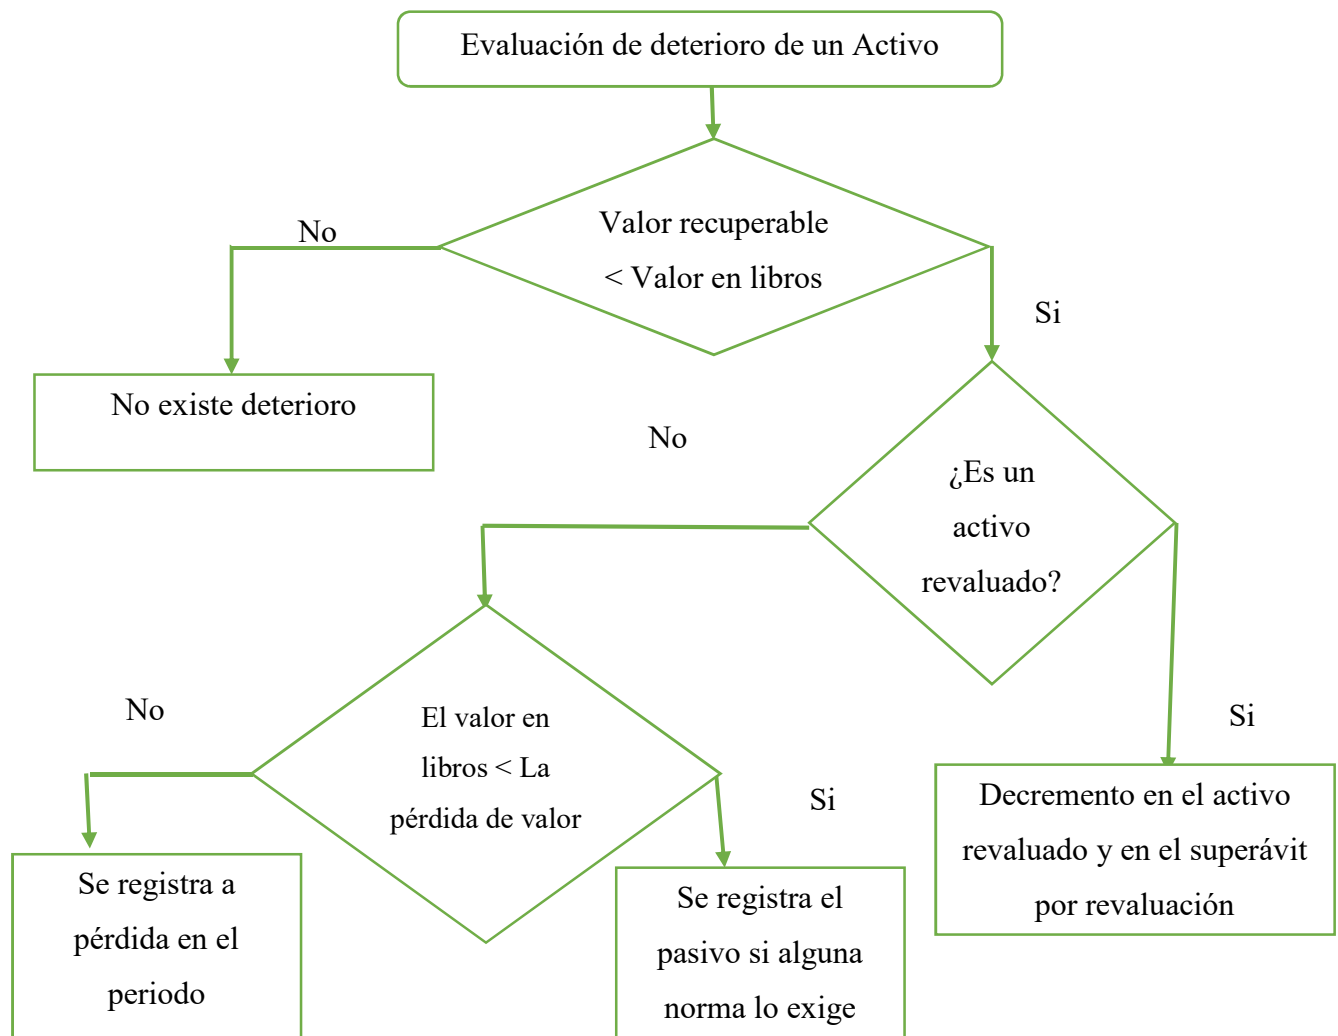 Evaluación de deterioro de un Activo
No
Valor recuperable
< Valor en libros
Si
No existe deterioro
No
¿Es un
activo
revaluado?
No
El valor en
libros < La
pérdida de valor
Si
Si
Decremento en el activo
revaluado y en el superávit
por revaluación
Se registra a
pérdida en el
periodo
Se registra el
pasivo si alguna
norma lo exige